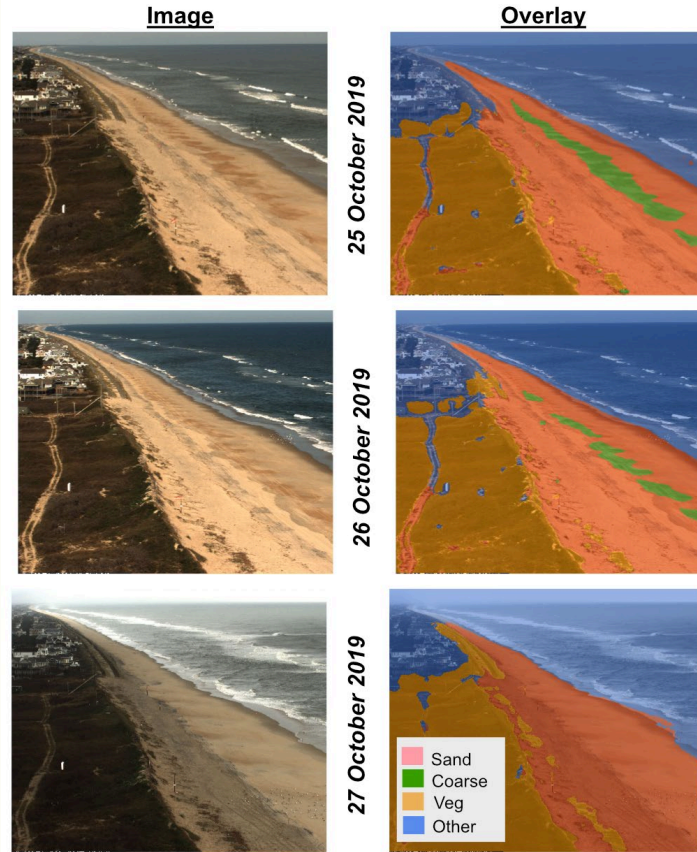 Image
Overlay
25 October 2019
26 October 2019
27 October 2019
Sand
Coarse
Veg
Other